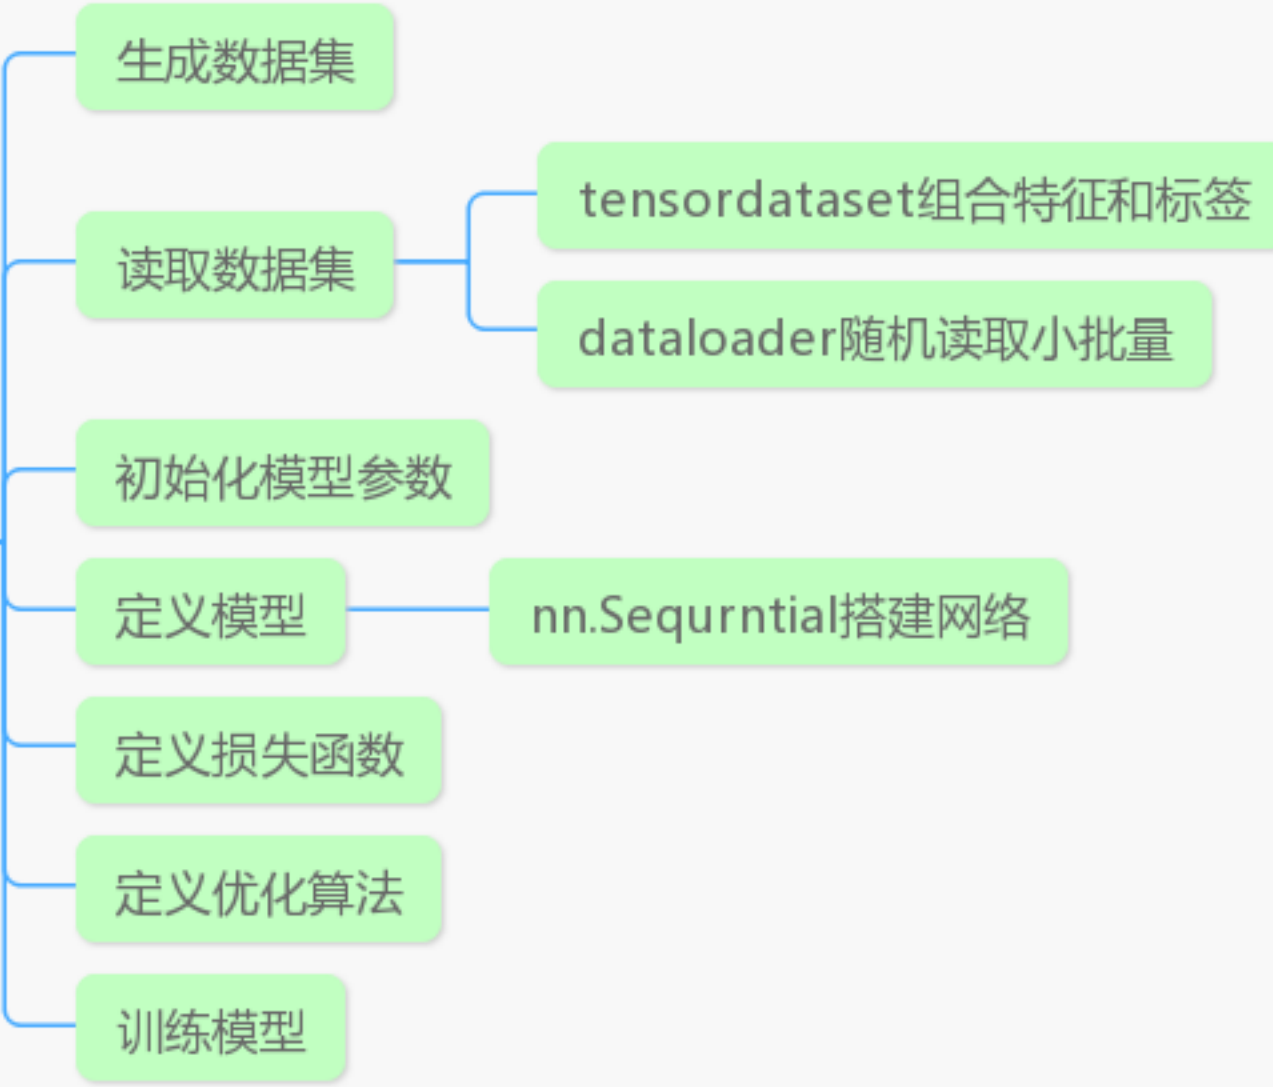 生成数据集
读取数据集
tensordataset组合特征和标签
dataloader随机读取小批量
初始化模型参数
定义模型
nn.Sequrntial搭建网络
定义损失函数
定义优化算法
训练模型